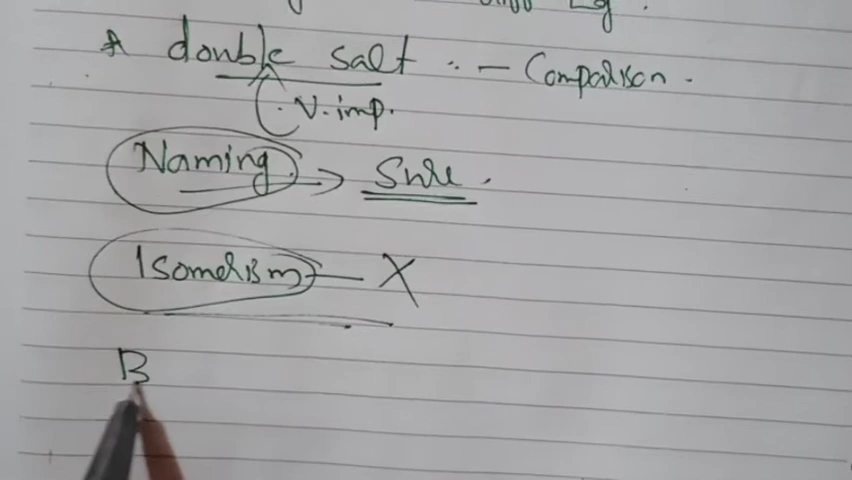 A double salt :- Comparison.
V. imp.
Naming. → Sure.
Isomerism — X
B